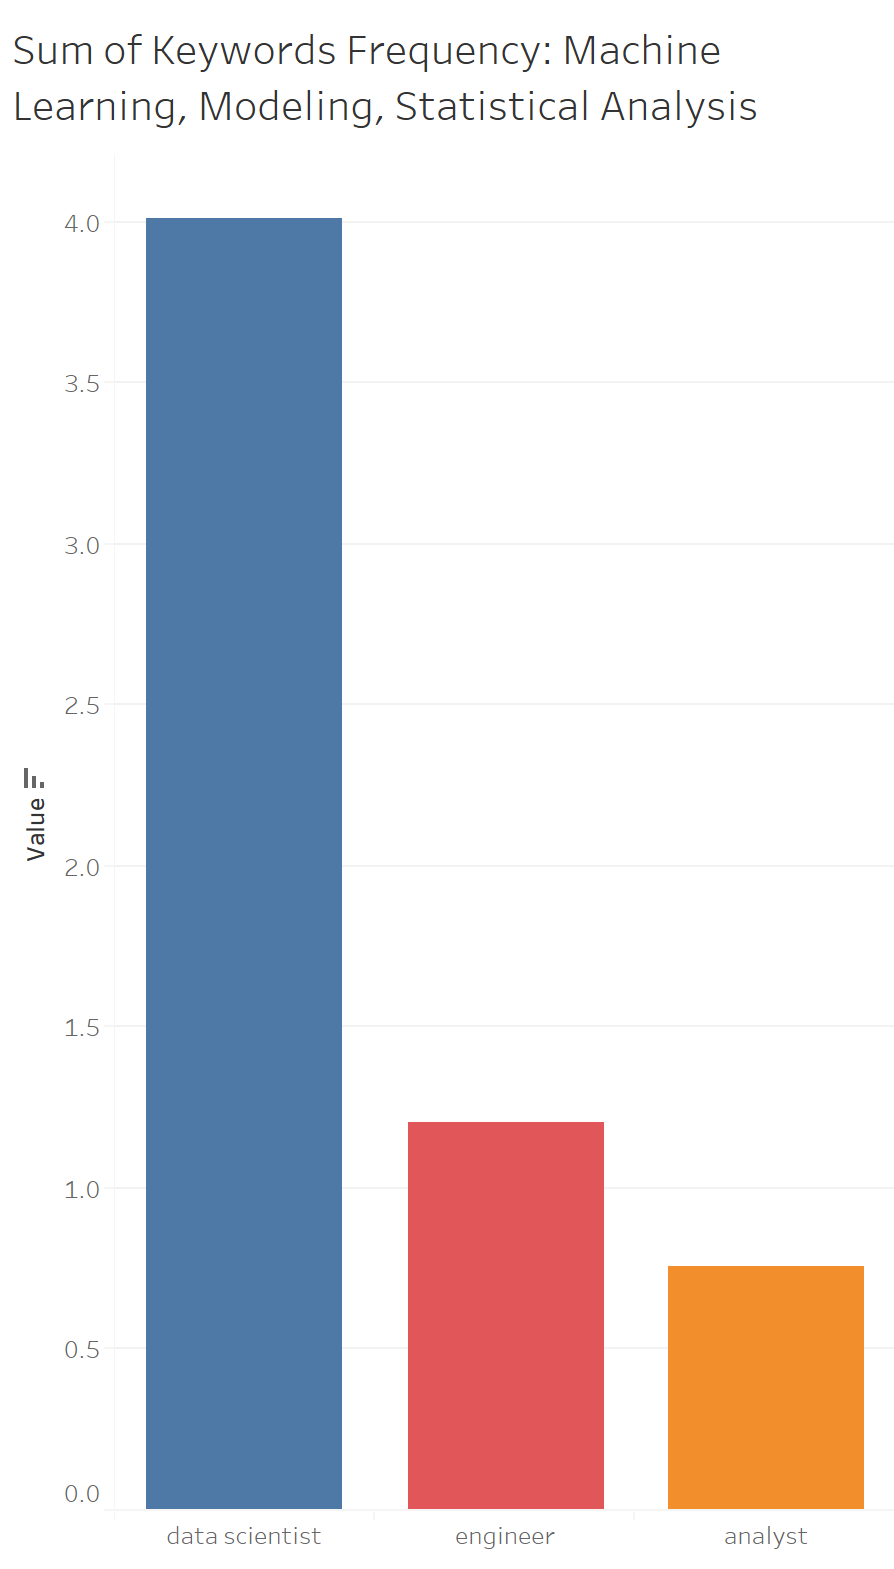 Sum of Keywords Frequency: Machine
Learning, Modeling, Statistical Analysis
4.0
3.5
3.0
2.5
Value
2.0
1.5
1.0
0.5
0.0
data scientist
engineer
analyst